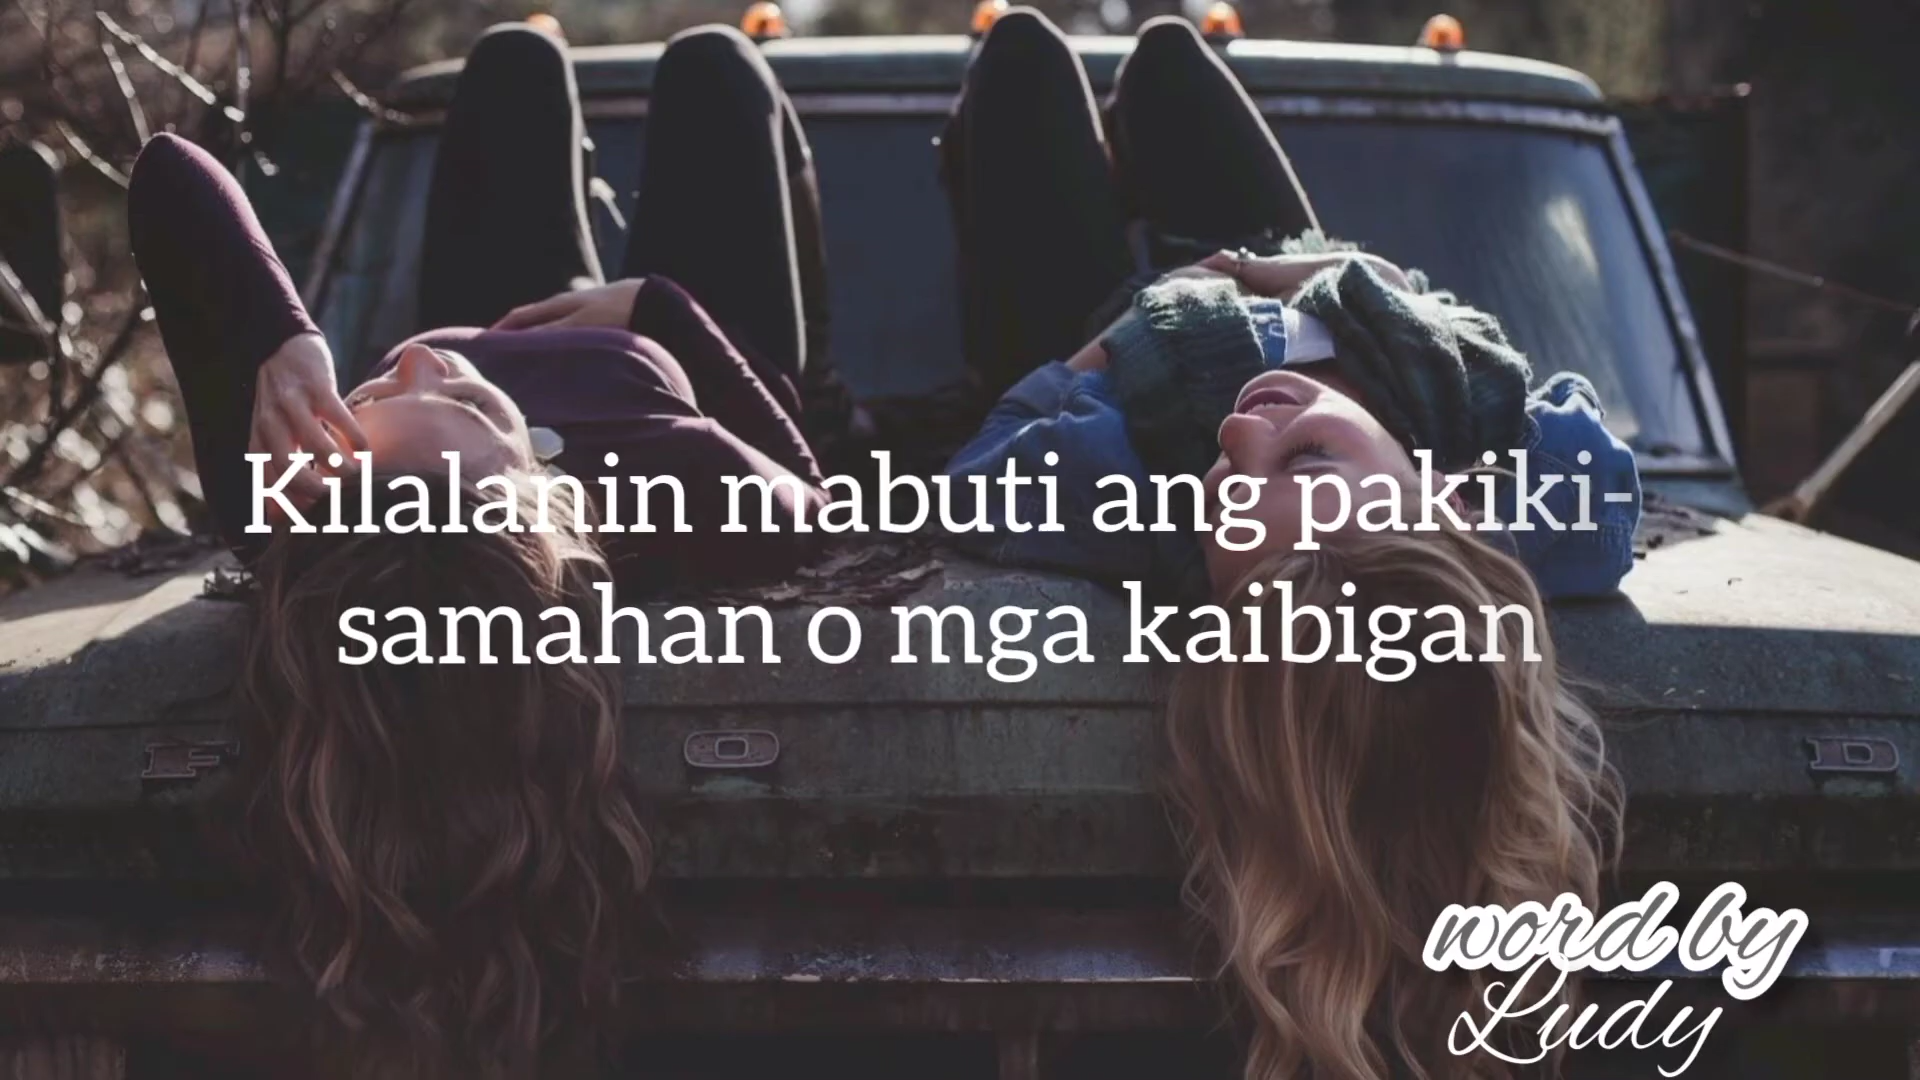 Kilalanin mabuti ang pakiki-
samahan o mga kaibigan
F O D
word by
Ludy